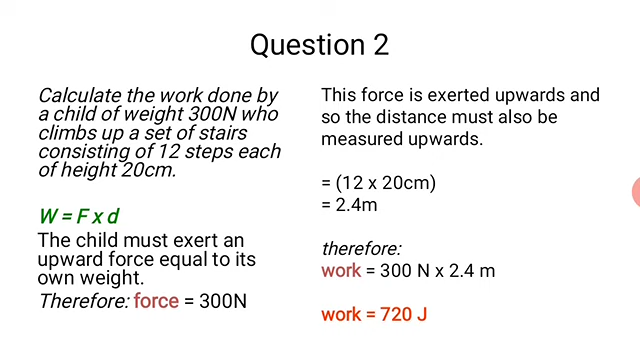 Question 2
Calculate the work done by
a child of weight 300N who
climbs up a set of stairs
consisting of 12 steps each
of height 20cm.
W = F x d
The child must exert an
upward force equal to its
own weight.
Therefore: force = 300N
This force is exerted upwards and
so the distance must also be
measured upwards.
= (12 x 20cm)
= 2.4m
therefore:
work = 300 N x 2.4 m
work = 720 J